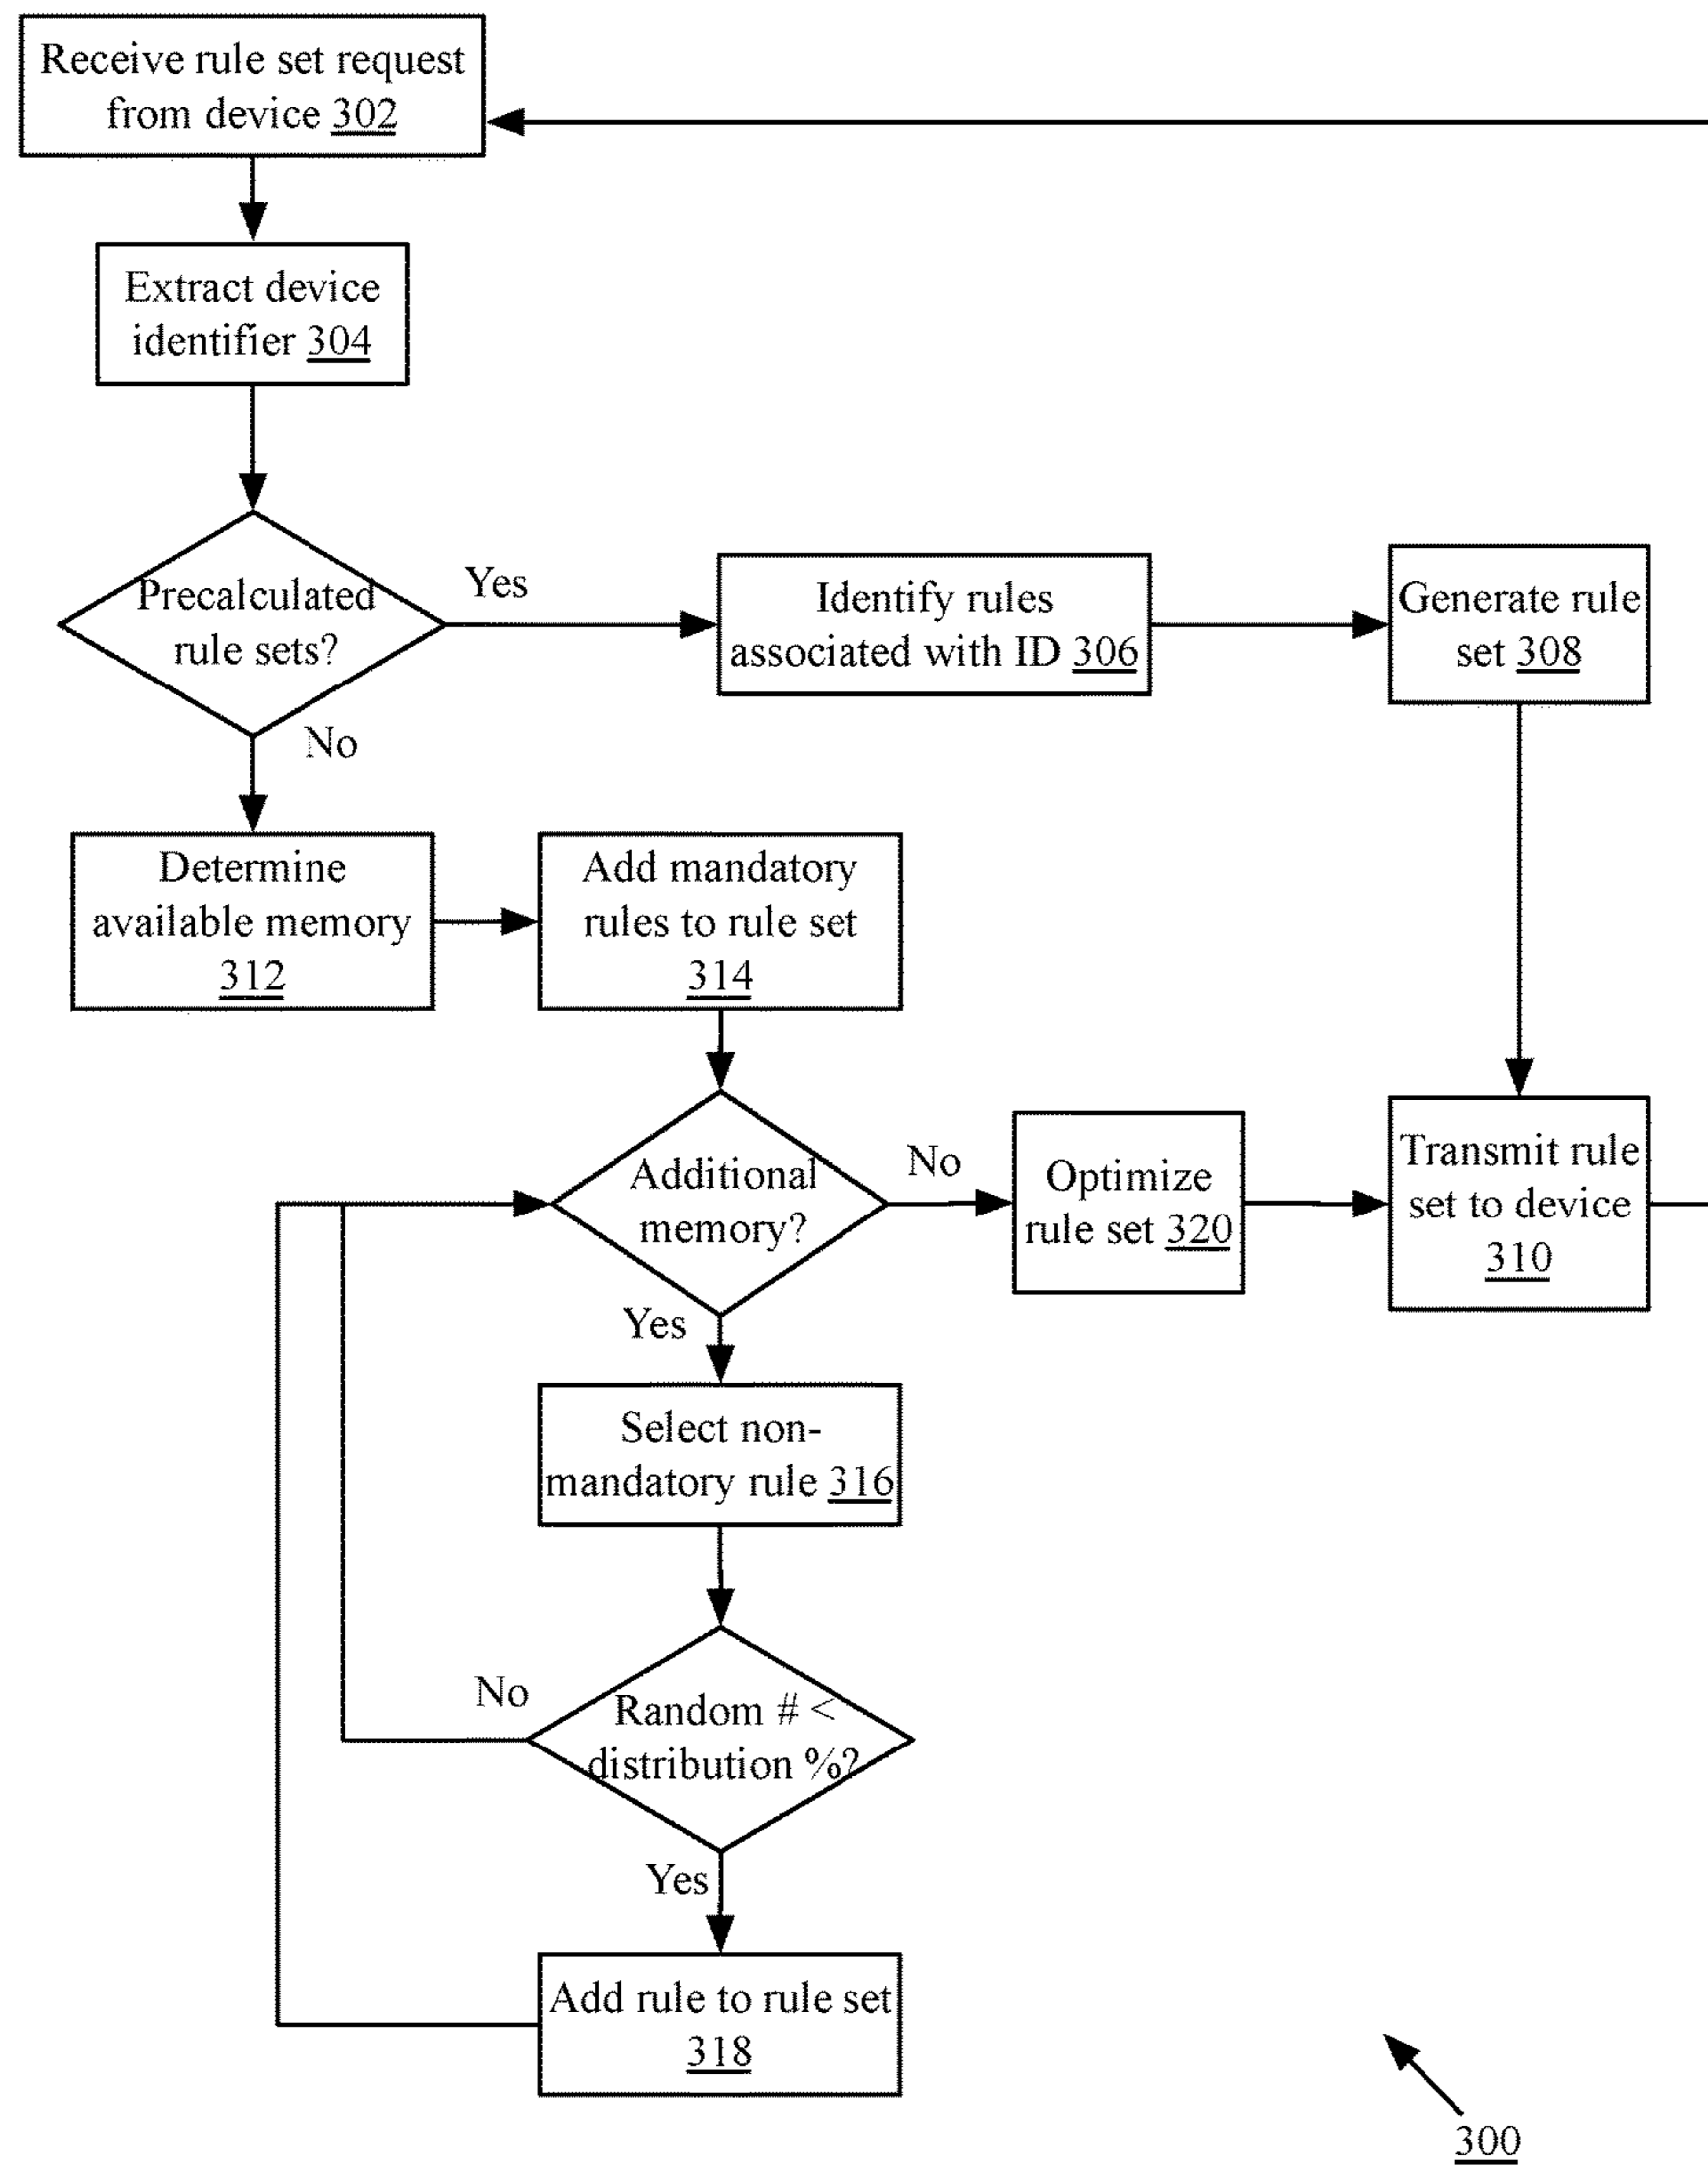 Receive rule set request
from device 302
Extract device
identifier 304
Precalculated
rule sets?
Yes
Identify rules
associated with ID 306
Generate rule
set 308
No
Determine
available memory
312
Add mandatory
rules to rule set
314
Additional
memory?
No
Optimize
rule set 320
Transmit rule
set to device
310
Yes
Select non-
mandatory rule 316
No
Random # <
distribution %?
Yes
Add rule to rule set
318
300